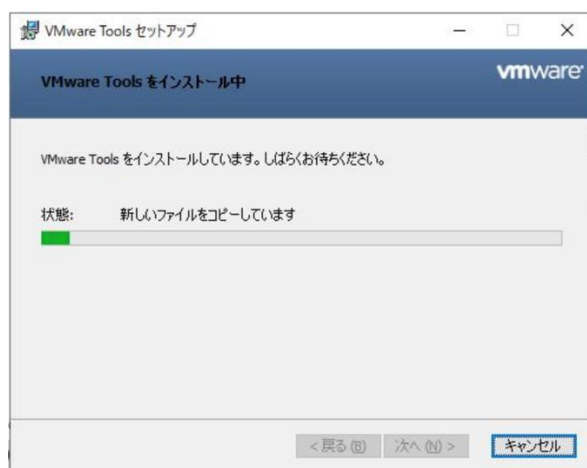 VMware Tools セットアップ
VMware Tools をインストール中
vmware
VMware Tools をインストールしています。しばらくお待ちください。
状態: 新しいファイルをコピーしています
< 戻る (B) 次へ (N) > キャンセル